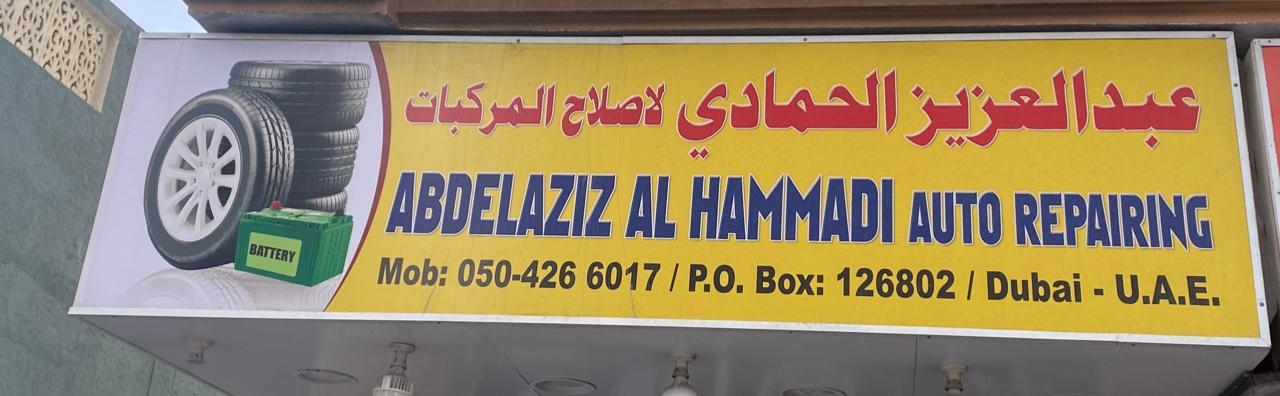 عبدالعزيز الحمادي لاصلاح المركبات
ABDELAZIZ AL HAMMADI AUTO REPAIRING
Mob: 050-426 6017 / P.O. Box: 126802 / Dubai - U.A.E.
BATTERY